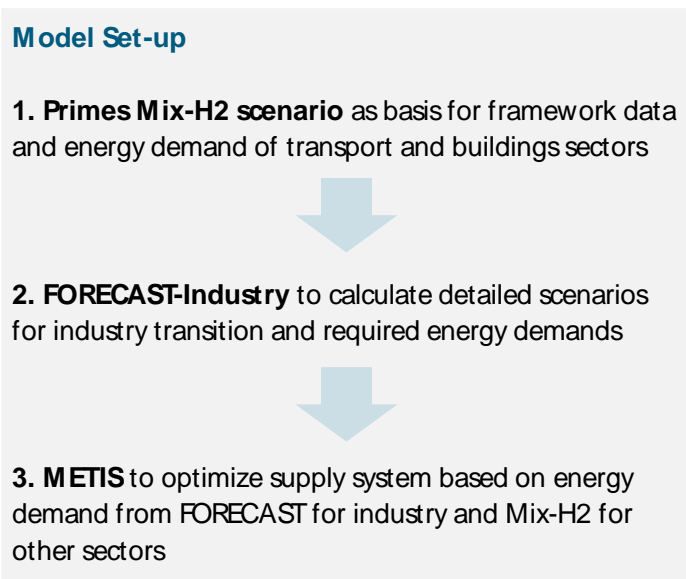 Model Set-up
1. Primes Mix-H2 scenario as basis for framework data
and energy demand of transport and buildings sectors
2. FORECAST-Industry to calculate detailed scenarios
for industry transition and required energy demands
3. METIS to optimize supply system based on energy
demand from FORECAST for industry and Mix-H2 for
other sectors